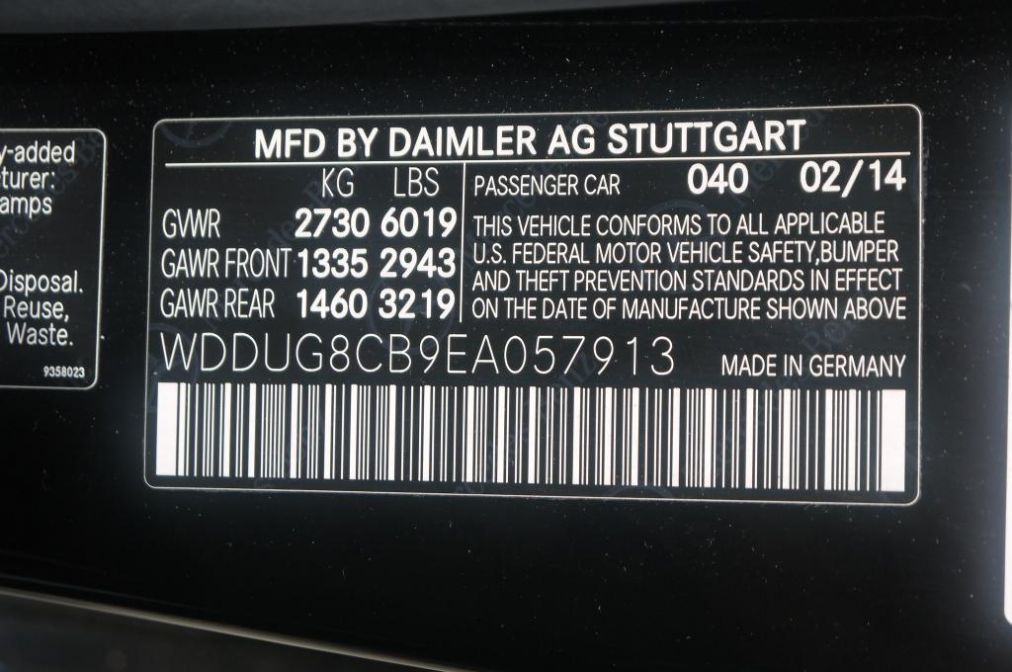 y-added
turer:
amps
Disposal.
Reuse,
Waste.
9358023
MFD BY DAIMLER AG STUTTGART
KG LBS
GVWR 2730 6019
GAWR FRONT 1335 2943
GAWR REAR 1460 3219
PASSENGER CAR 040 02/14
THIS VEHICLE CONFORMS TO ALL APPLICABLE
U.S. FEDERAL MOTOR VEHICLE SAFETY,BUMPER
AND THEFT PREVENTION STANDARDS IN EFFECT
ON THE DATE OF MANUFACTURE SHOWN ABOVE
WDDUG8CB9EA057913
MADE IN GERMANY